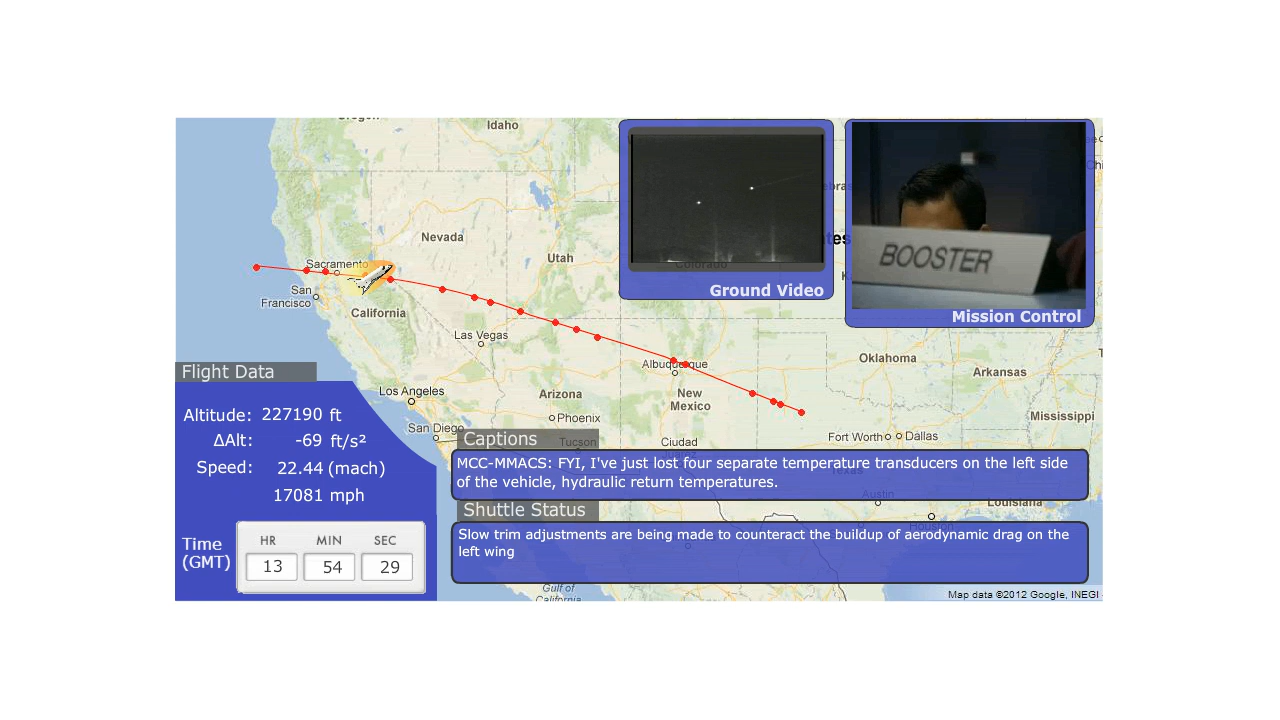 Idaho
Nevada
Utah
Sacramento
San
Francisco
California
Las Vegas
Colorado
Albuquerque
Oklahoma
Arkansas
Los Angeles
Arizona
New
Mexico
Phoenix
Mississippi
San Diego
Tucson
Ciudad
Fort Worth
Dallas
Texas
Austin
Louisiana
Houston
Gulf of
California
Ground Video
BOOSTER
Mission Control
Flight Data
Altitude: 227190 ft
ΔAlt: -69 ft/s²
Speed: 22.44 (mach)
17081 mph
Time
(GMT)
HR MIN SEC
13 54 29
Captions
MCC-MMACS: FYI, I've just lost four separate temperature transducers on the left side
of the vehicle, hydraulic return temperatures.
Shuttle Status
Slow trim adjustments are being made to counteract the buildup of aerodynamic drag on the
left wing
Map data ©2012 Google, INEGI